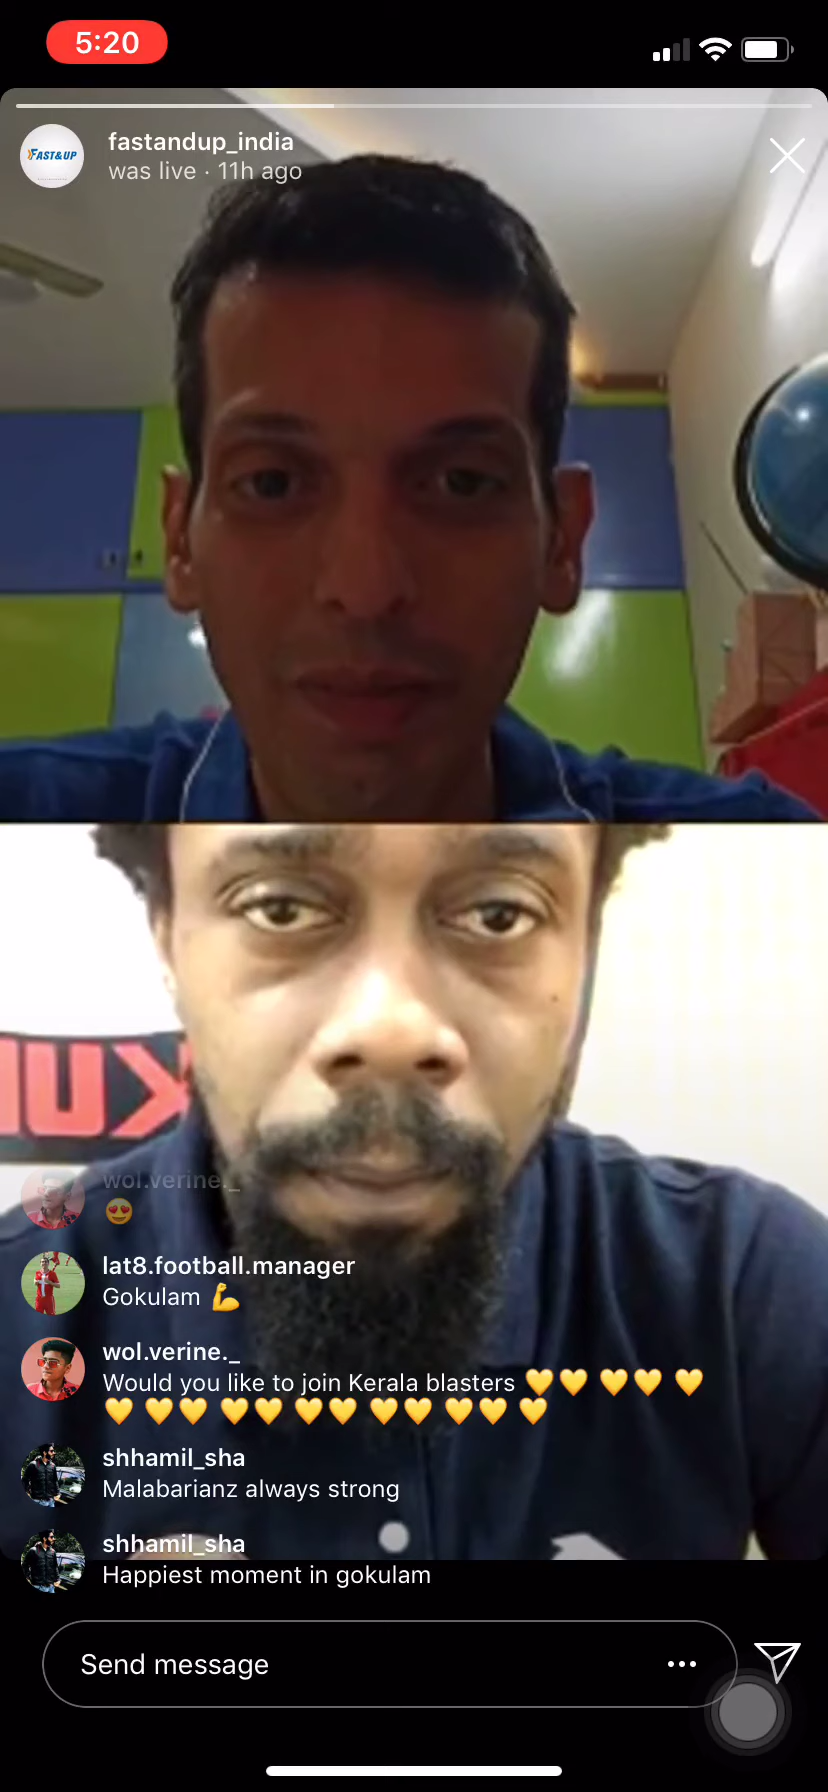 5:20
FAST&UP
fastandup_india
was live · 11h ago
KU
wol.verine._
😍
lat8.football.manager
Gokulam 💪
wol.verine._
Would you like to join Kerala blasters 💛💛 💛💛 💛
💛 💛💛 💛💛 💛💛 💛💛 💛💛 💛
shhamil_sha
Malabarianz always strong
shhamil_sha
Happiest moment in gokulam
Send message